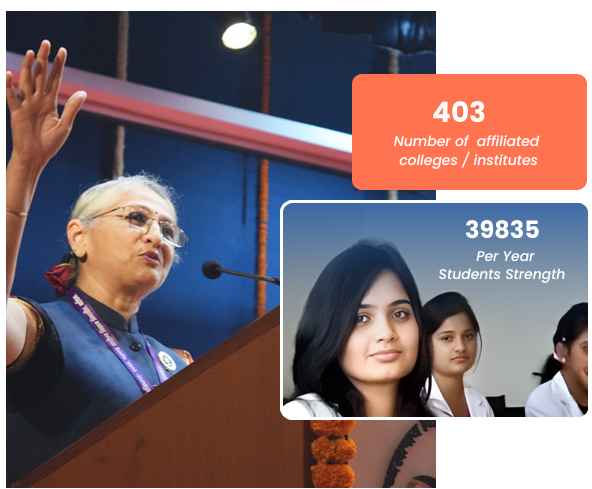 403
Number of affiliated
colleges / institutes
39835
Per Year
Students Strength